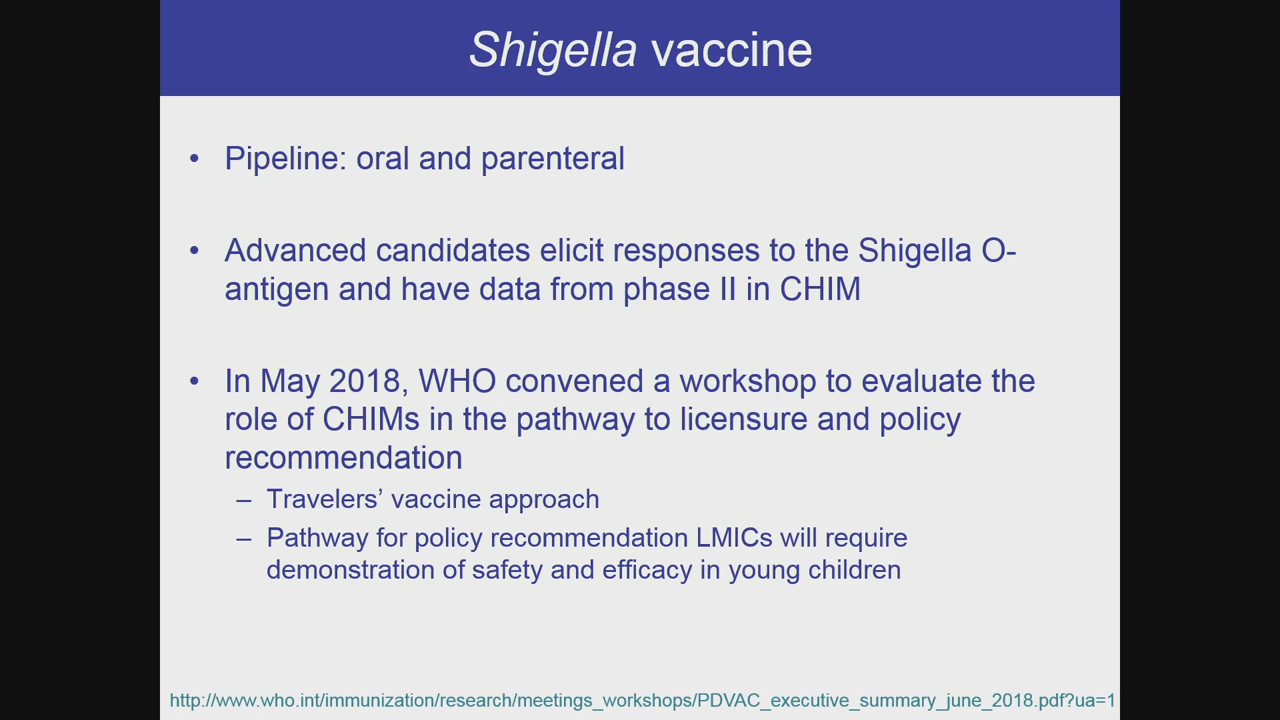 Shigella vaccine
• Pipeline: oral and parenteral
• Advanced candidates elicit responses to the Shigella O-
antigen and have data from phase II in CHIM
• In May 2018, WHO convened a workshop to evaluate the
role of CHIMs in the pathway to licensure and policy
recommendation
– Travelers’ vaccine approach
– Pathway for policy recommendation LMICs will require
demonstration of safety and efficacy in young children
http://www.who.int/immunization/research/meetings_workshops/PDVAC_executive_summary_june_2018.pdf?ua=1